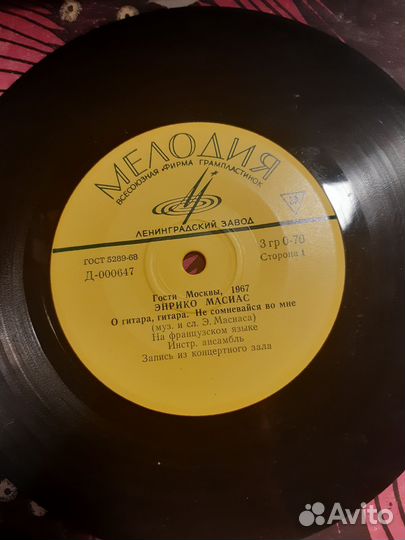 МЕЛОДИЯ
ВСЕСОЮЗНАЯ ФИРМА ГРАМПЛАСТИНОК
ЛЕНИНГРАДСКИЙ ЗАВОД
ГОСТ 5289-68
3 гр 0-70
Д-000647
Сторона 1
Гости Москвы, 1967
ЭНРИКО МАСИАС
О гитара, гитара. Не сомневайся во мне
(муз. и сл. Э. Масиаса)
На французском языке
Инстр. ансамбль
Запись из концертного зала
Avito